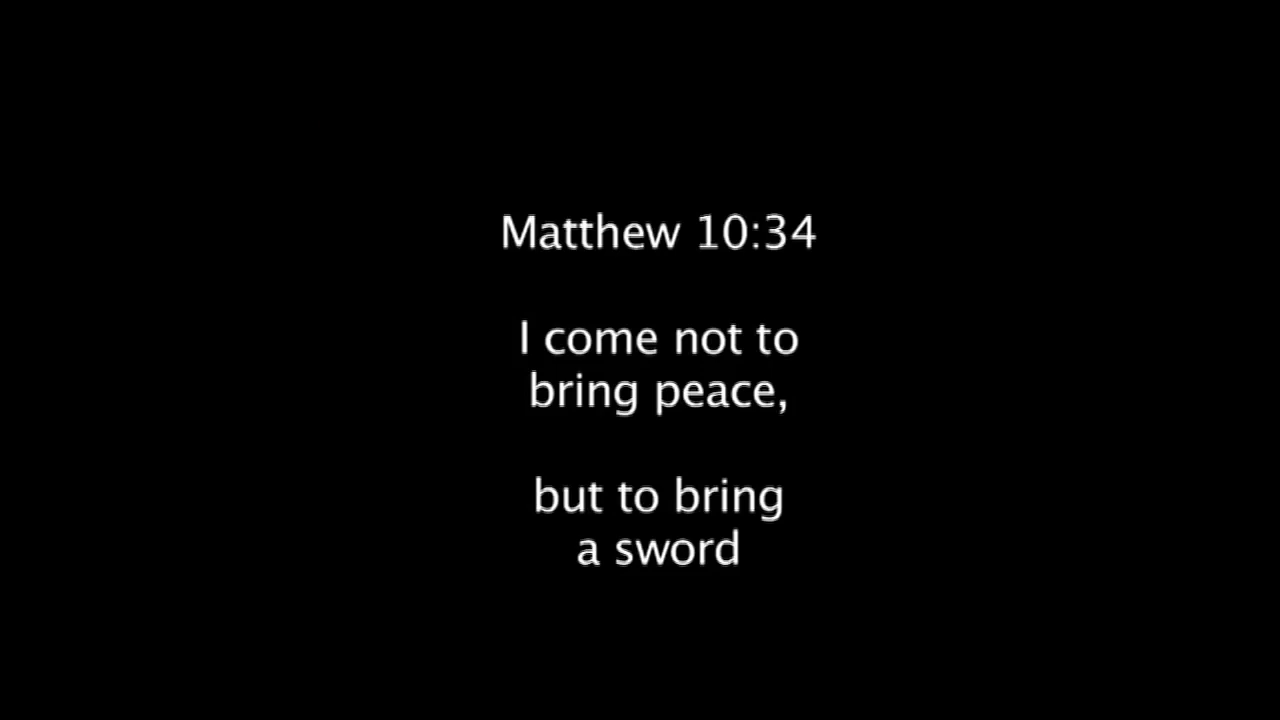 Matthew 10:34
I come not to
bring peace,
but to bring
a sword